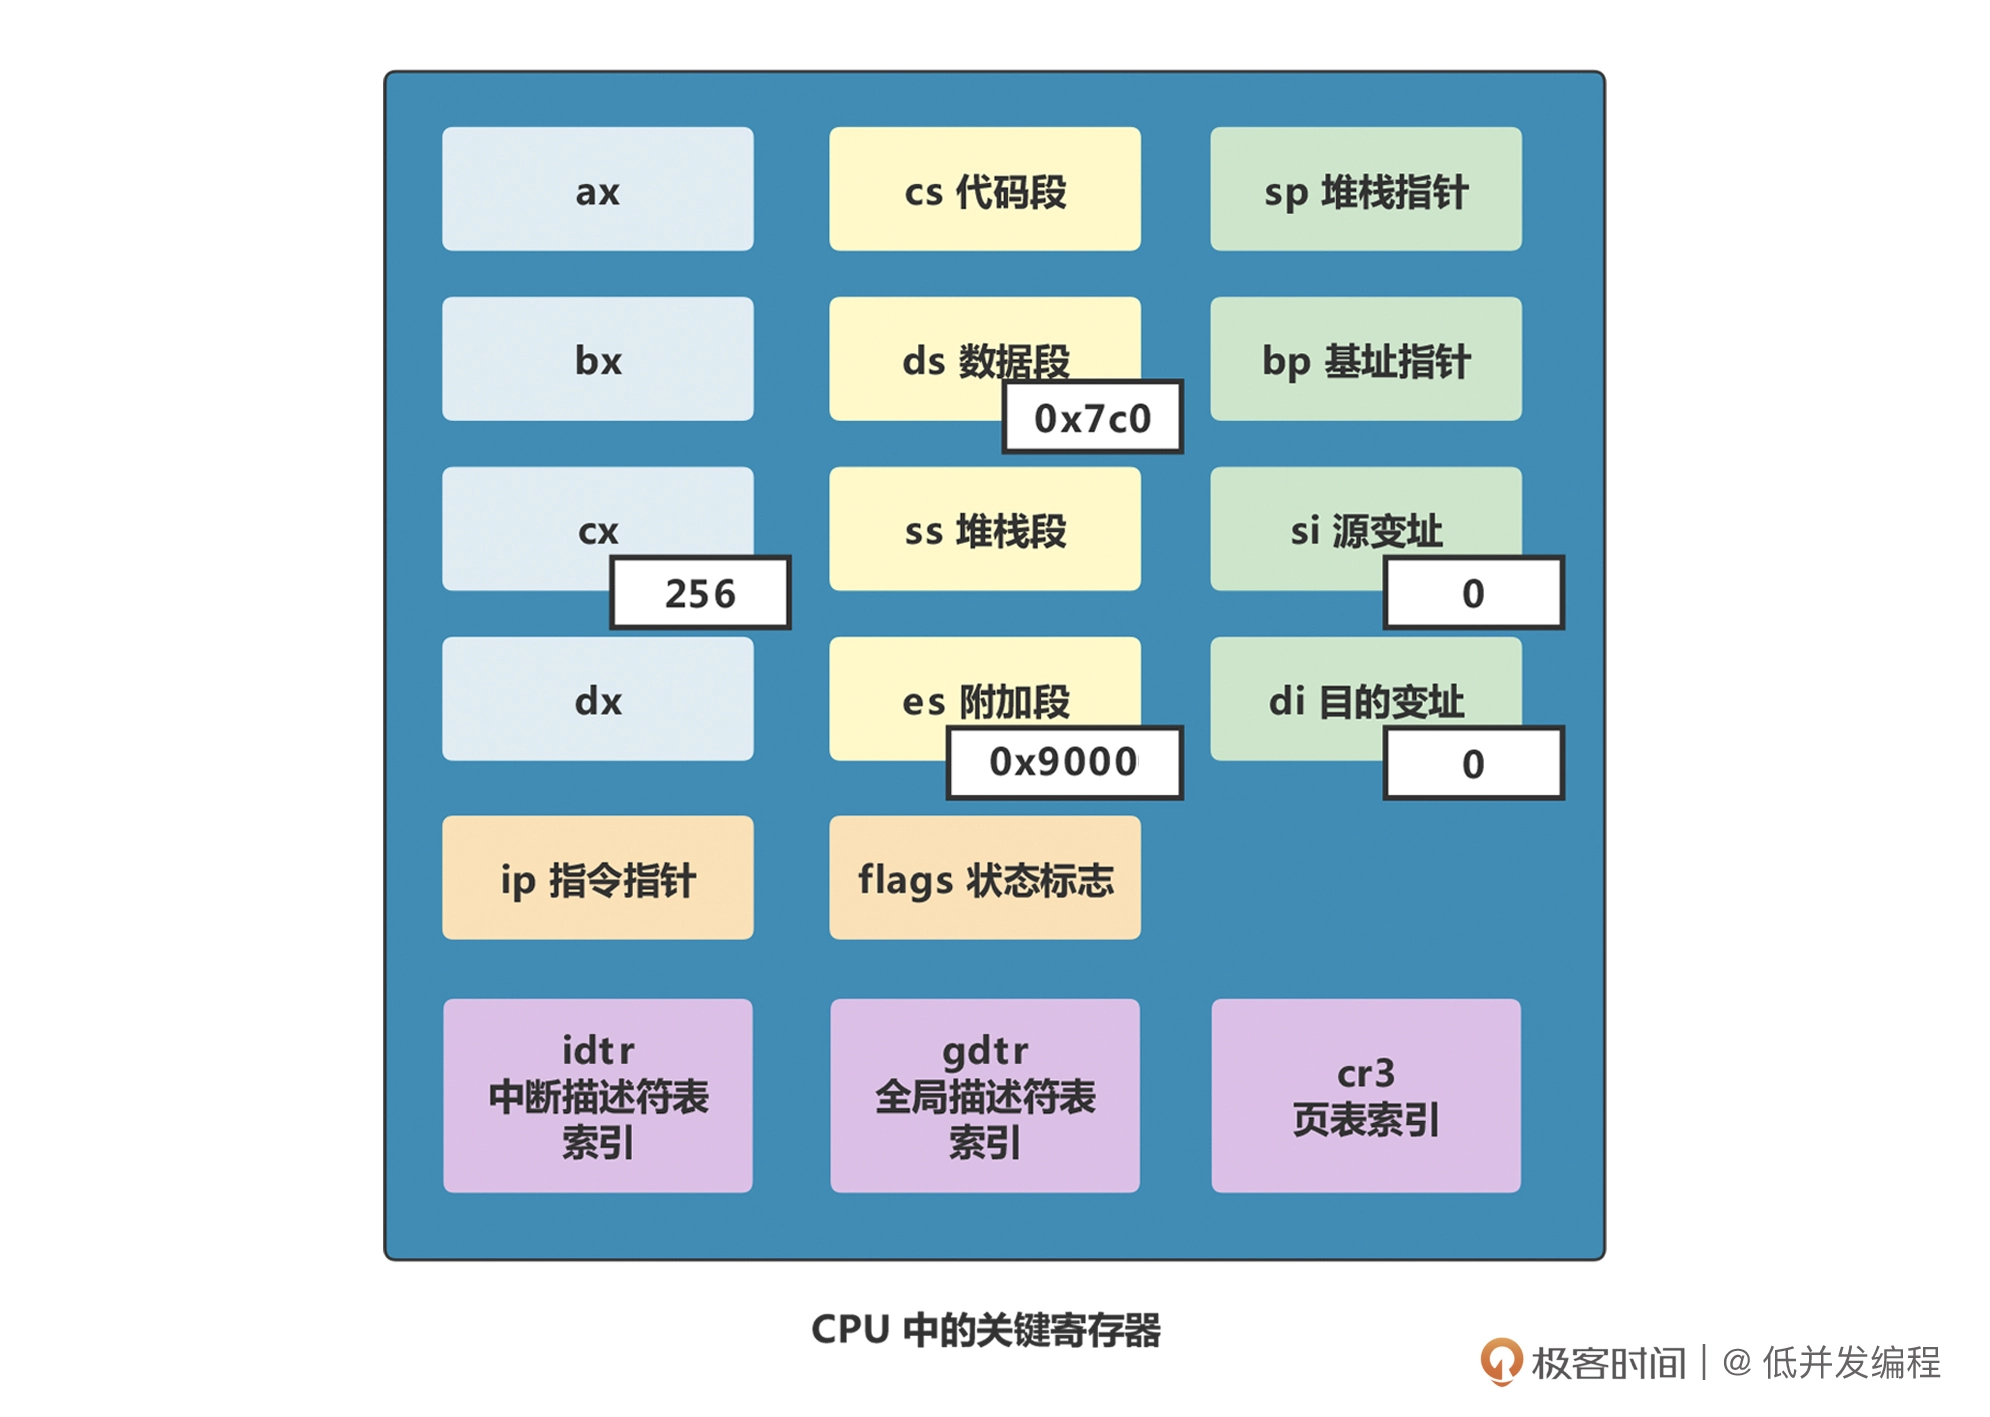 ax
cs 代码段
sp 堆栈指针
bx
ds 数据段
0x7c0
bp 基址指针
cx
256
ss 堆栈段
si 源变址
0
dx
es 附加段
0x9000
di 目的变址
0
ip 指令指针
flags 状态标志
idtr
中断描述符表
索引
gdtr
全局描述符表
索引
cr3
页表索引
CPU 中的关键寄存器
极客时间 | @ 低并发编程